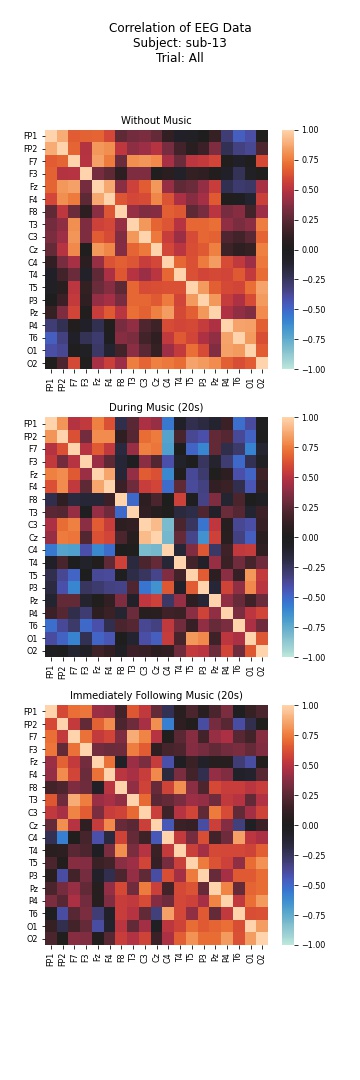 Correlation of EEG Data
Subject: sub-13
Trial: All
Without Music
FP1
FP2
F7
F3
Fz
F4
F8
T3
C3
Cz
C4
T4
T5
P3
Pz
P4
T6
O1
O2
FP1 FP2 F7 F3 Fz F4 F8 T3 C3 Cz C4 T4 T5 P3 Pz P4 T6 O1 O2
1.00
0.75
0.50
0.25
0.00
−0.25
−0.50
−0.75
−1.00
During Music (20s)
FP1
FP2
F7
F3
Fz
F4
F8
T3
C3
Cz
C4
T4
T5
P3
Pz
P4
T6
O1
O2
FP1 FP2 F7 F3 Fz F4 F8 T3 C3 Cz C4 T4 T5 P3 Pz P4 T6 O1 O2
1.00
0.75
0.50
0.25
0.00
−0.25
−0.50
−0.75
−1.00
Immediately Following Music (20s)
FP1
FP2
F7
F3
Fz
F4
F8
T3
C3
Cz
C4
T4
T5
P3
Pz
P4
T6
O1
O2
FP1 FP2 F7 F3 Fz F4 F8 T3 C3 Cz C4 T4 T5 P3 Pz P4 T6 O1 O2
1.00
0.75
0.50
0.25
0.00
−0.25
−0.50
−0.75
−1.00